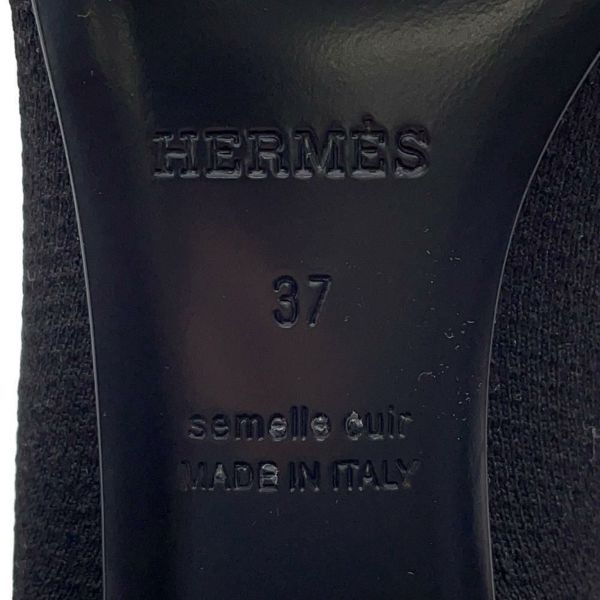 HERMÈS
37
semelle cuir
MADE IN ITALY